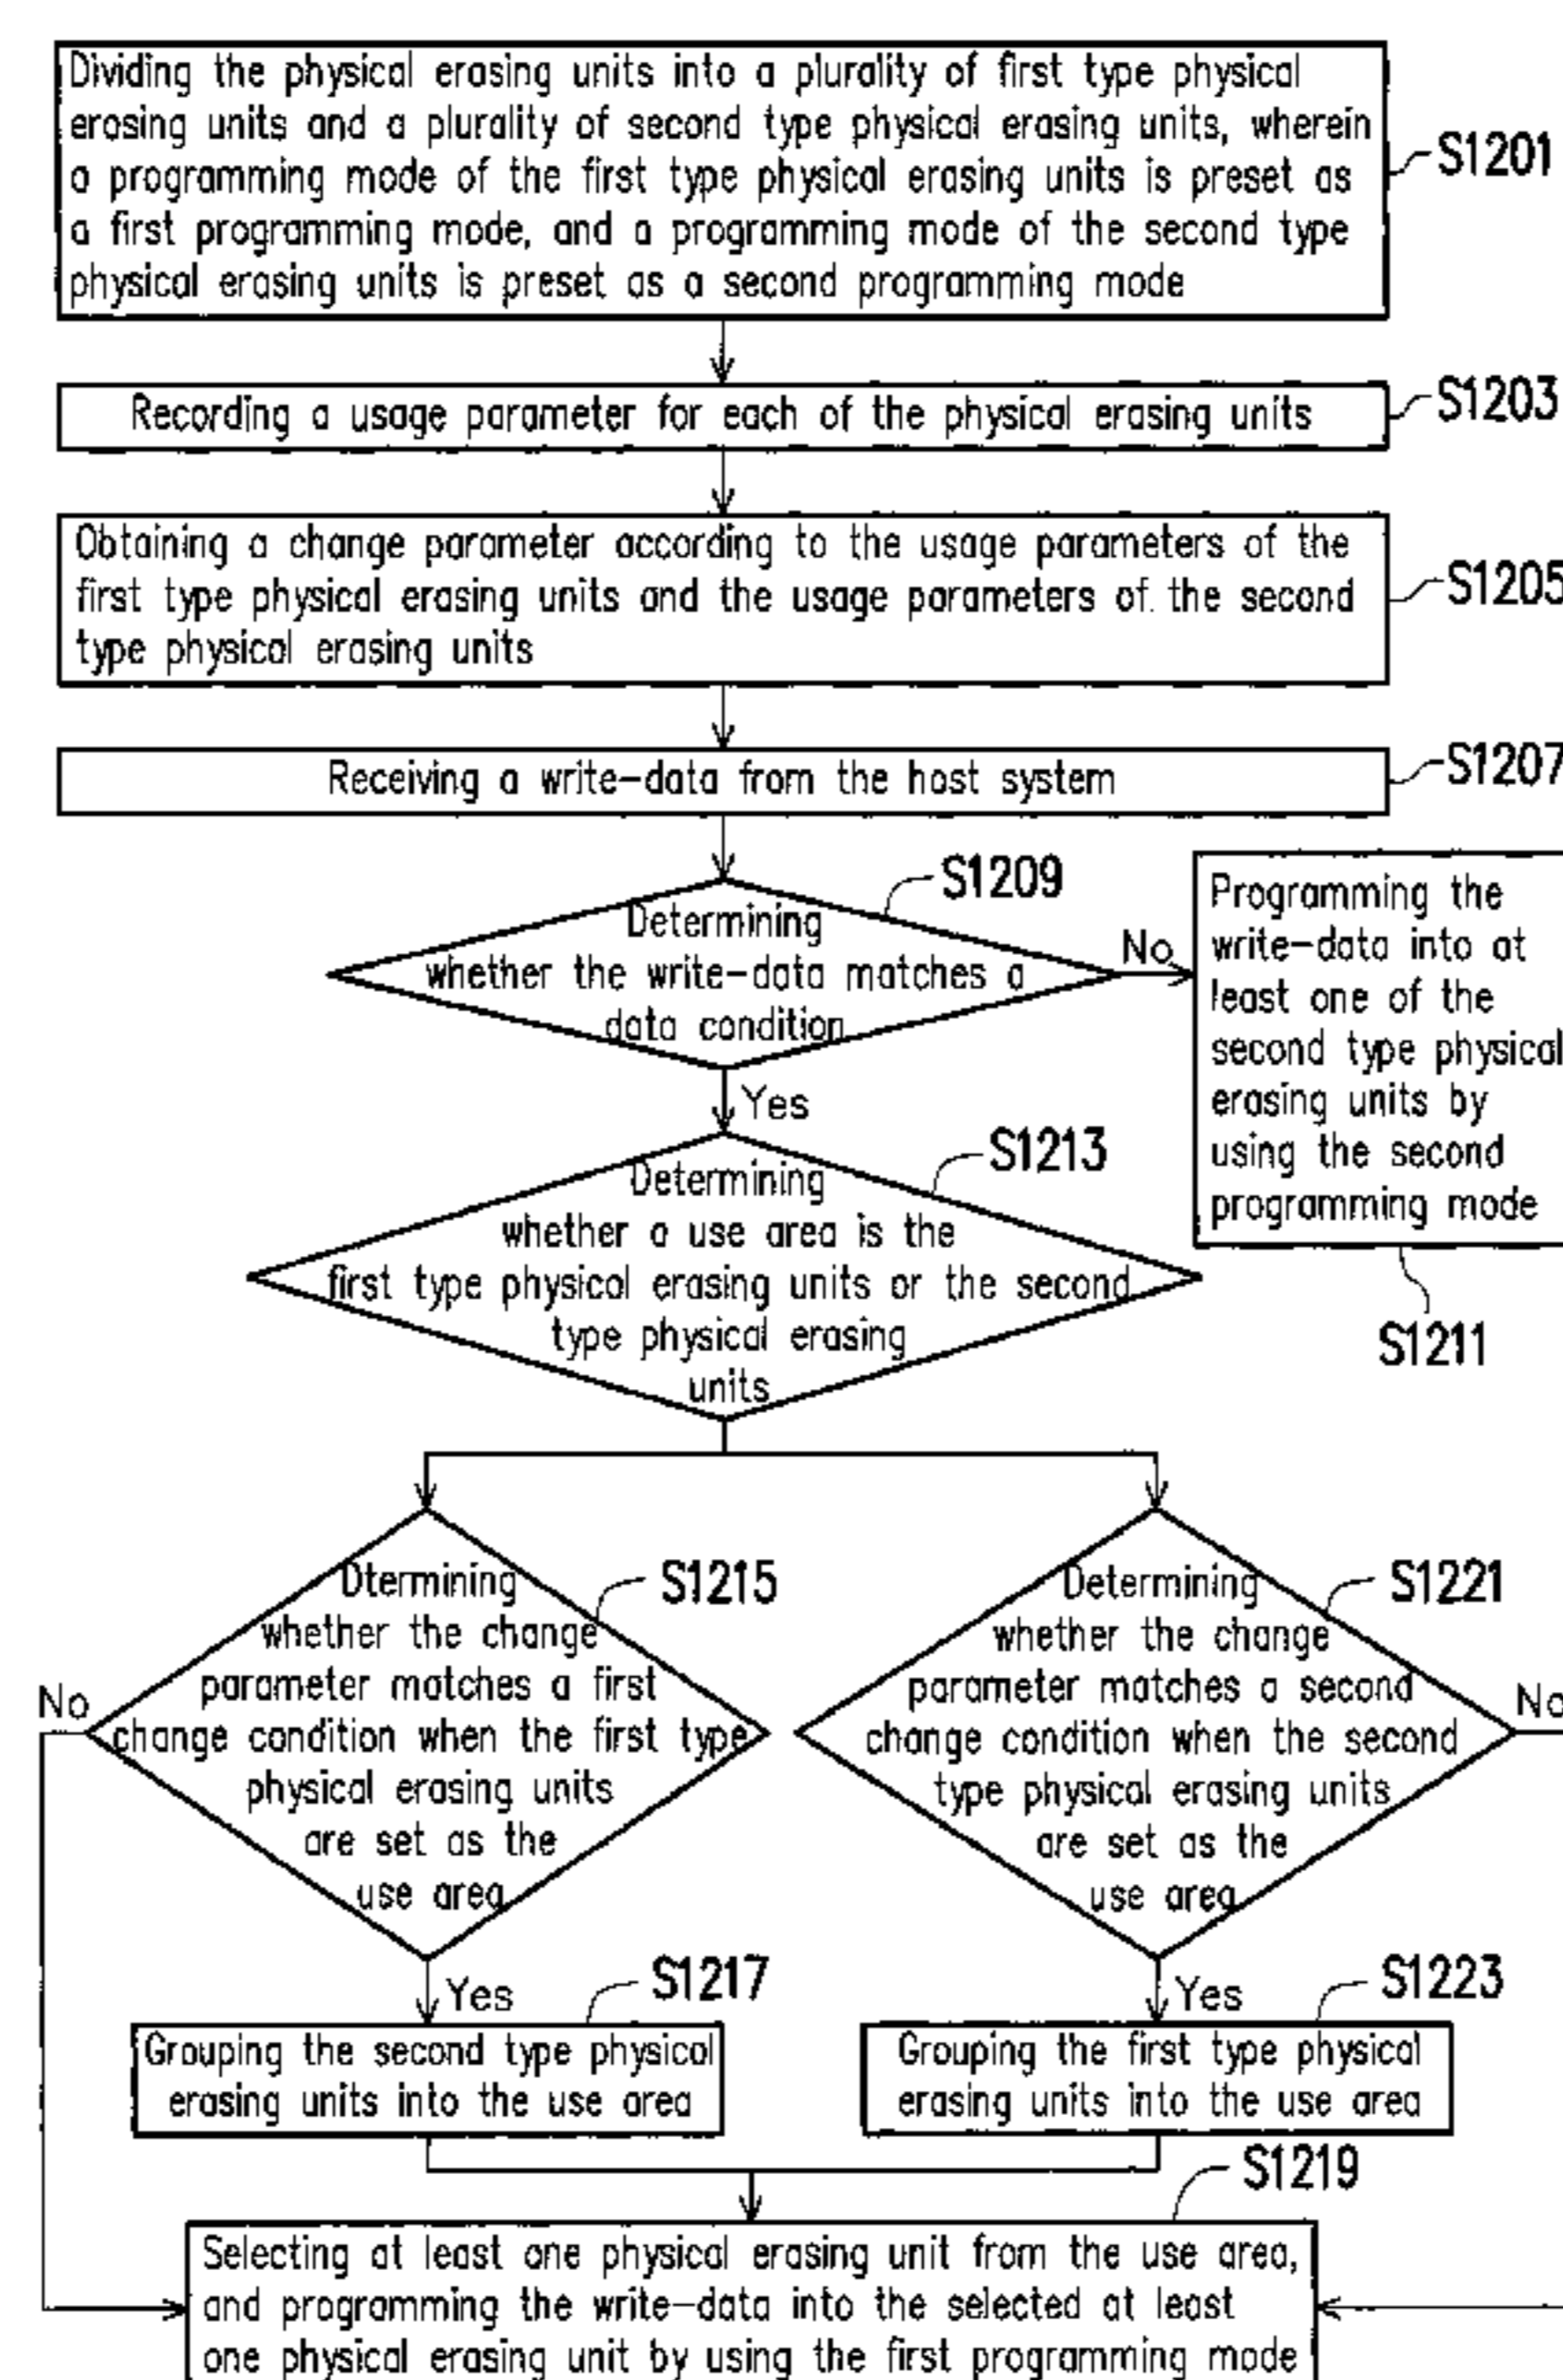 Dividing the physical erasing units into a plurality of first type physical
erasing units and a plurality of second type physical erasing units, wherein
a programming mode of the first type physical erasing units is preset as
a first programming mode, and a programming mode of the second type
physical erasing units is preset as a second programming mode
S1201
Recording a usage parameter for each of the physical erasing units
S1203
Obtaining a change parameter according to the usage parameters of the
first type physical erasing units and the usage parameters of the second
type physical erasing units
S1205
Receiving a write-data from the host system
S1207
S1209
Determining
whether the write-data matches a
data condition
No
Programming the
write-data into at
least one of the
second type physical
erasing units by
using the second
programming mode
S1211
Yes
S1213
Determining
whether a use area is the
first type physical erasing units or the second
type physical erasing
units
S1215
Dtermining
whether the change
parameter matches a first
change condition when the first type
physical erasing units
are set as the
use area
No
S1221
Determining
whether the change
parameter matches a second
change condition when the second
type physical erasing units
are set as the
use area
No
Yes
S1217
Grouping the second type physical
erasing units into the use area
Yes
S1223
Grouping the first type physical
erasing units into the use area
S1219
Selecting at least one physical erasing unit from the use area,
and programming the write-data into the selected at least
one physical erasing unit by using the first programming mode